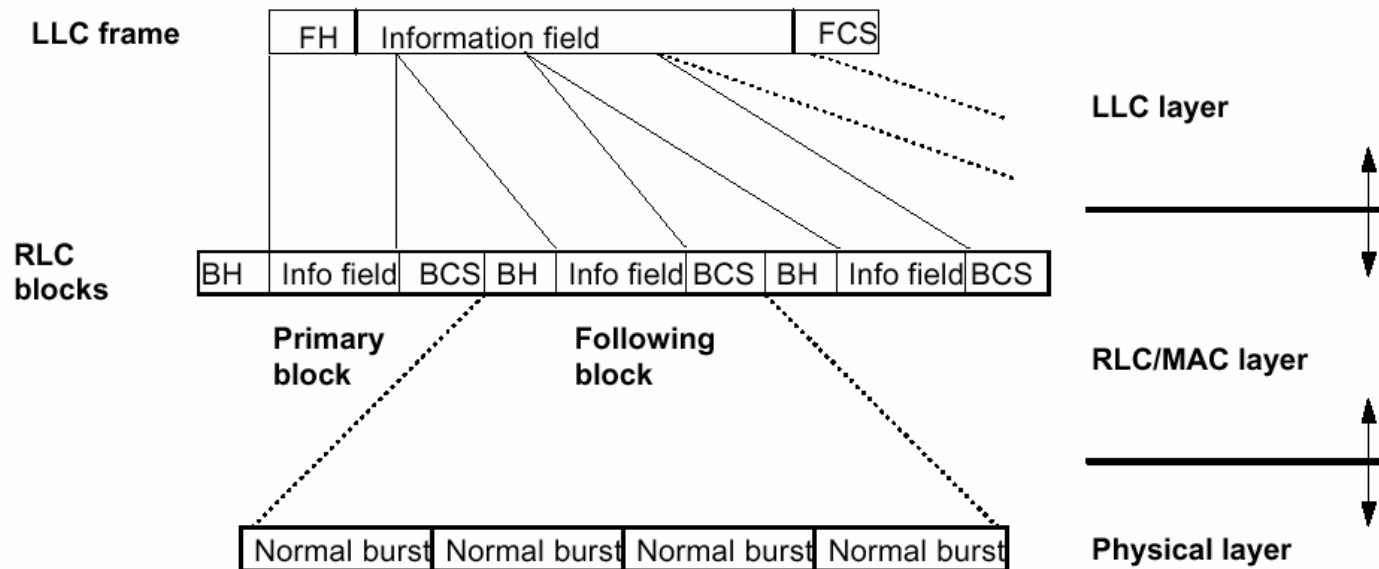 LLC frame FH Information field FCS
LLC layer
RLC
blocks
BH Info field BCS BH Info field BCS BH Info field BCS
Primary
block
Following
block
RLC/MAC layer
Normal burst Normal burst Normal burst Normal burst
Physical layer